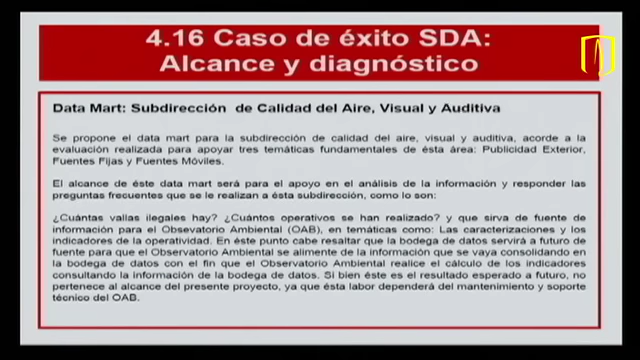 4.16 Caso de éxito SDA:
Alcance y diagnóstico
Data Mart: Subdirección de Calidad del Aire, Visual y Auditiva
Se propone el data mart para la subdirección de calidad del aire, visual y auditiva, acorde a la
evaluación realizada para apoyar tres temáticas fundamentales de ésta área: Publicidad Exterior,
Fuentes Fijas y Fuentes Móviles.
El alcance de éste data mart será para el apoyo en el análisis de la información y responder las
preguntas frecuentes que se le realizan a ésta subdirección, como lo son:
¿Cuántas vallas ilegales hay? ¿Cuántos operativos se han realizado? y que sirva de fuente de
información para el Obsevatorio Ambiental (OAB), en temáticas como: Las caracterizaciones y los
indicadores de la operatividad. En éste punto cabe resaltar que la bodega de datos servirá a futuro de
fuente para que el Observatorio Ambiental se alimente de la información que se vaya consolidando en
la bodega de datos con el fin que el Observatorio Ambiental realice el cálculo de los indicadores
consultando la información de la bodega de datos. Si bien éste es el resultado esperado a futuro, no
pertenece al alcance del presente proyecto, ya que ésta labor dependerá del mantenimiento y soporte
técnico del OAB.